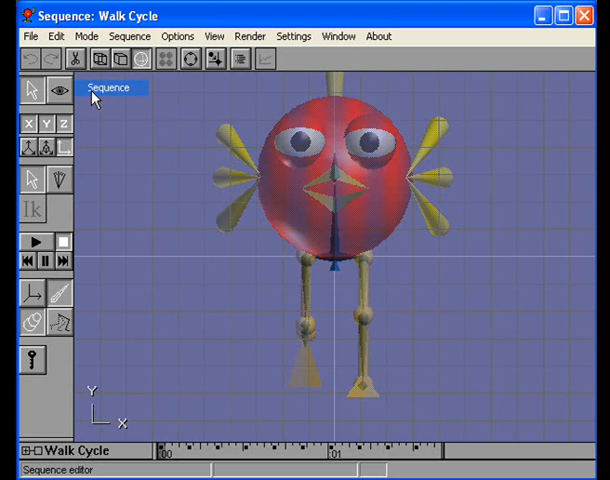 Sequence: Walk Cycle
File Edit Mode Sequence Options View Render Settings Window About
Sequence
X Y Z
Ik
Y
X
Walk Cycle :00 :01
Sequence editor